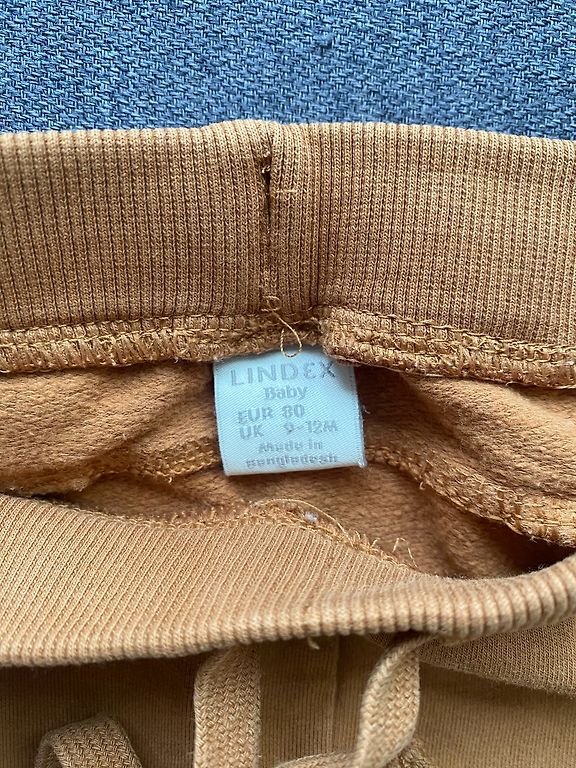 LINDEX
Baby
EUR 80
UK 9-12M
Made in
Bangladesh